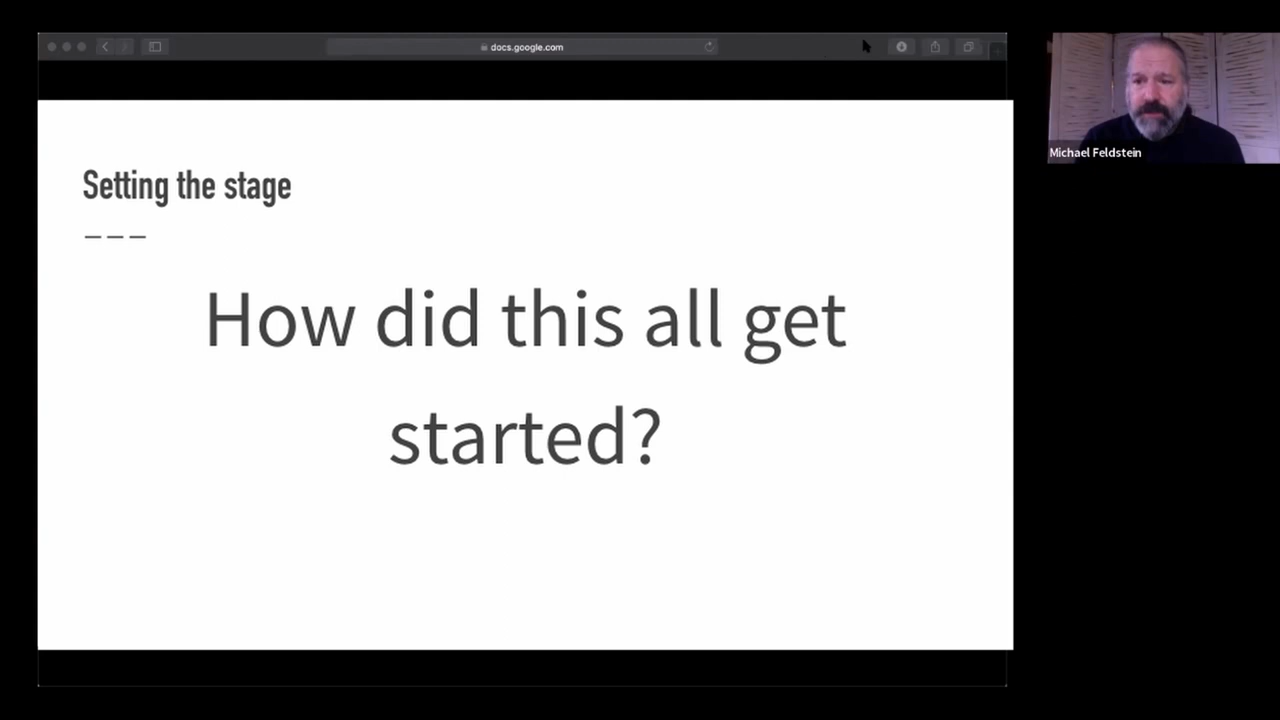 docs.google.com
Setting the stage
How did this all get
started?
Michael Feldstein